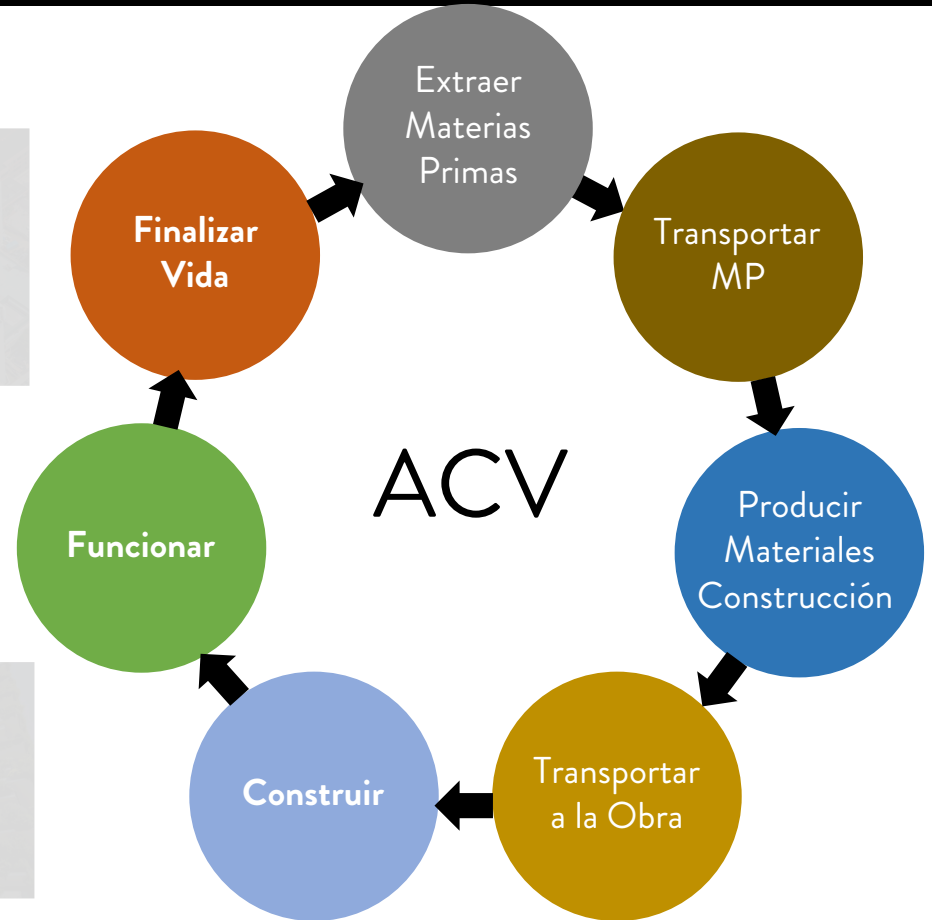 Extraer
Materias
Primas
Transportar
MP
Producir
Materiales
Construcción
Transportar
a la Obra
Construir
Funcionar
Finalizar
Vida
ACV